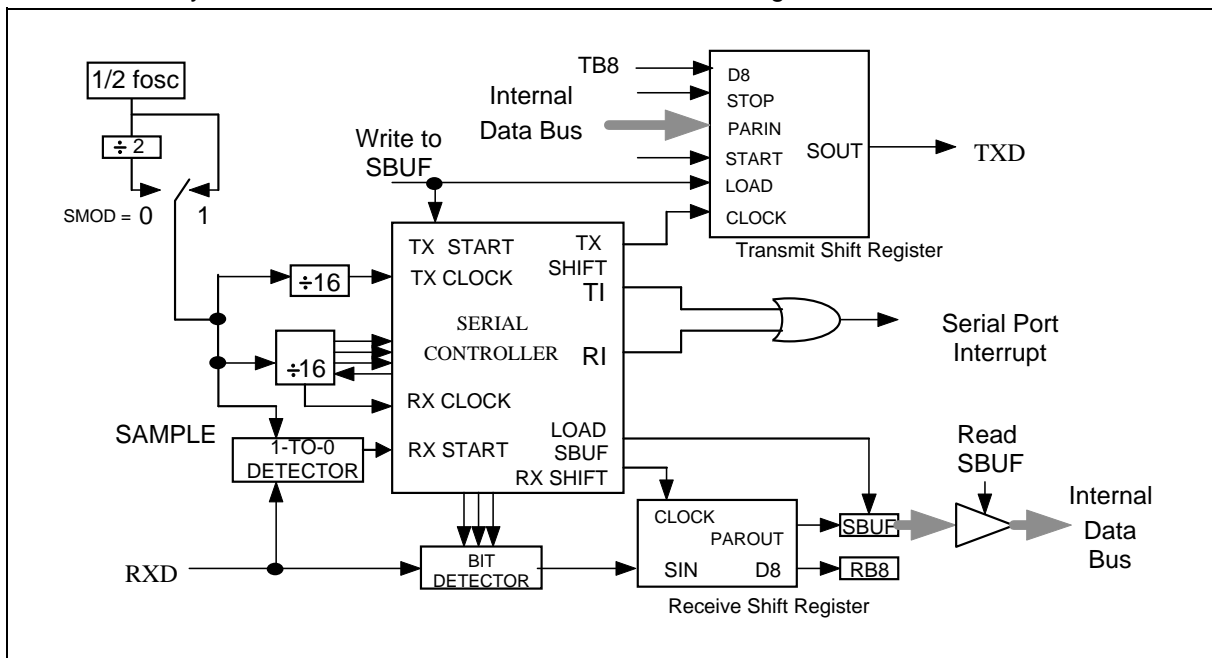 1/2 fosc
÷ 2
SMOD = 0 1
TB8
Internal
Data Bus
Write to
SBUF
D8
STOP
PARIN
START
LOAD
CLOCK
SOUT
TXD
Transmit Shift Register
÷16
÷16
TX START
TX CLOCK
SERIAL
CONTROLLER
RX CLOCK
RX START
TX
SHIFT
TI
RI
LOAD
SBUF
RX SHIFT
Serial Port
Interrupt
SAMPLE
1-TO-0
DETECTOR
RXD
BIT
DETECTOR
CLOCK
PAROUT
SIN D8
Receive Shift Register
SBUF
RB8
Read
SBUF
Internal
Data
Bus